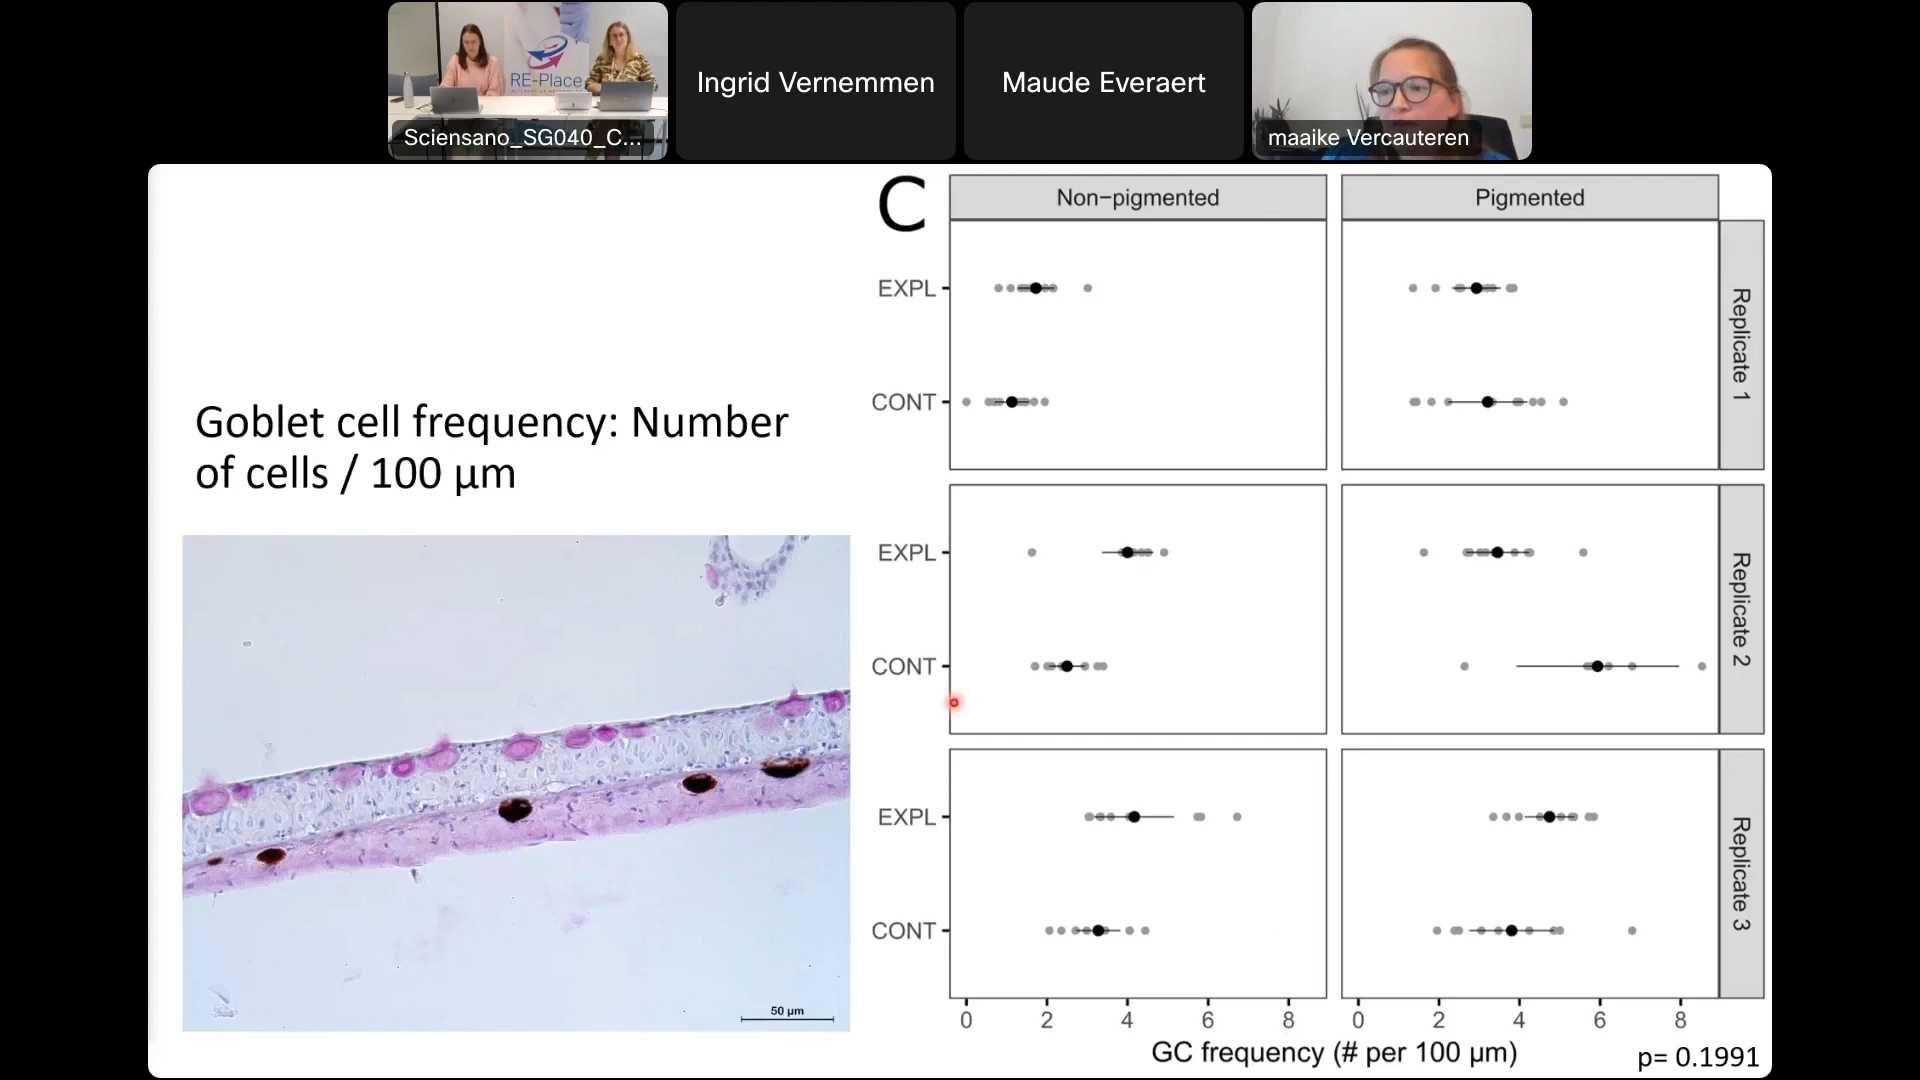 RE-Place
Sciensano_SG040_C...
Ingrid Vernemmen
Maude Everaert
maaike Vercauteren
Goblet cell frequency: Number
of cells / 100 µm
50 µm
C
Non-pigmented
Pigmented
EXPL
CONT
Replicate 1
EXPL
CONT
Replicate 2
EXPL
CONT
Replicate 3
0 2 4 6 8
0 2 4 6 8
GC frequency (# per 100 µm)
p= 0.1991